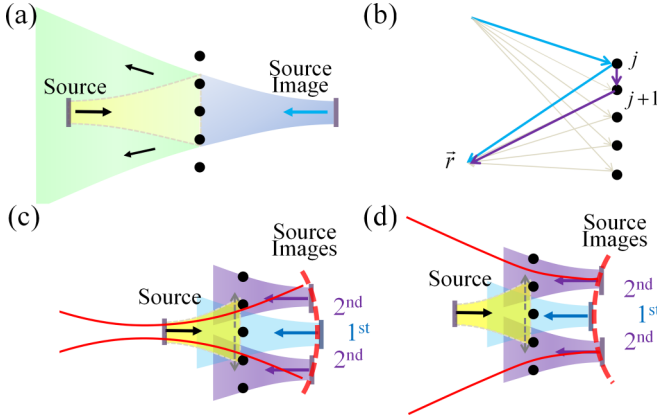 (a)
Source
Source
Image
(b)
j
j+1
r⃗
(c)
Source
Images
Source
2nd
1st
2nd
(d)
Source
Images
Source
2nd
1st
2nd